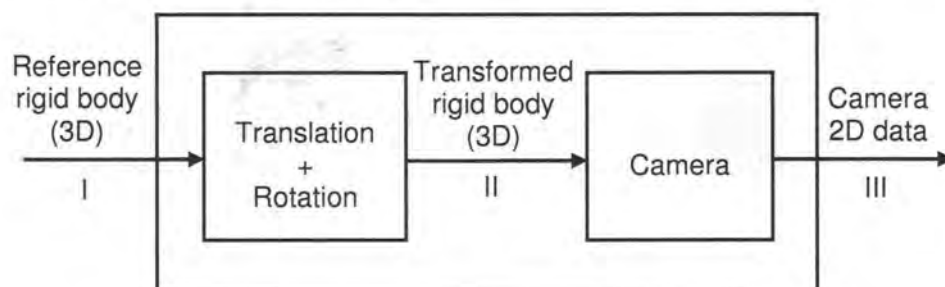 Reference
rigid body
(3D)
I
Translation
+
Rotation
Transformed
rigid body
(3D)
II
Camera
Camera
2D data
III